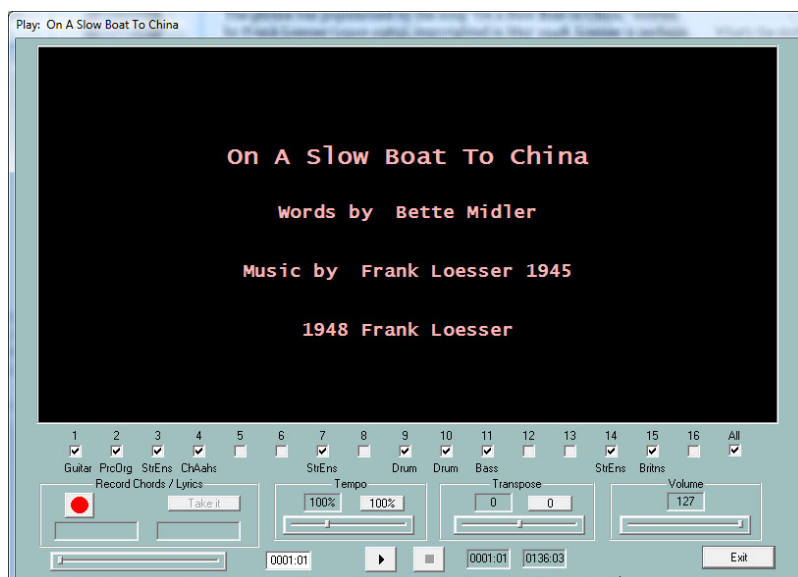 Play: On A Slow Boat To China
On A Slow Boat To China
Words by Bette Midler
Music by Frank Loesser 1945
1948 Frank Loesser
1 2 3 4 5 6 7 8 9 10 11 12 13 14 15 16 All
Guitar PrcOrg StrEns ChAahs StrEns Drum Drum Bass StrEns Britns
Record Chords / Lyrics Tempo Transpose Volume
Take it 100% 100% 0 0 127
0001:01 0001:01 0136:03 Exit